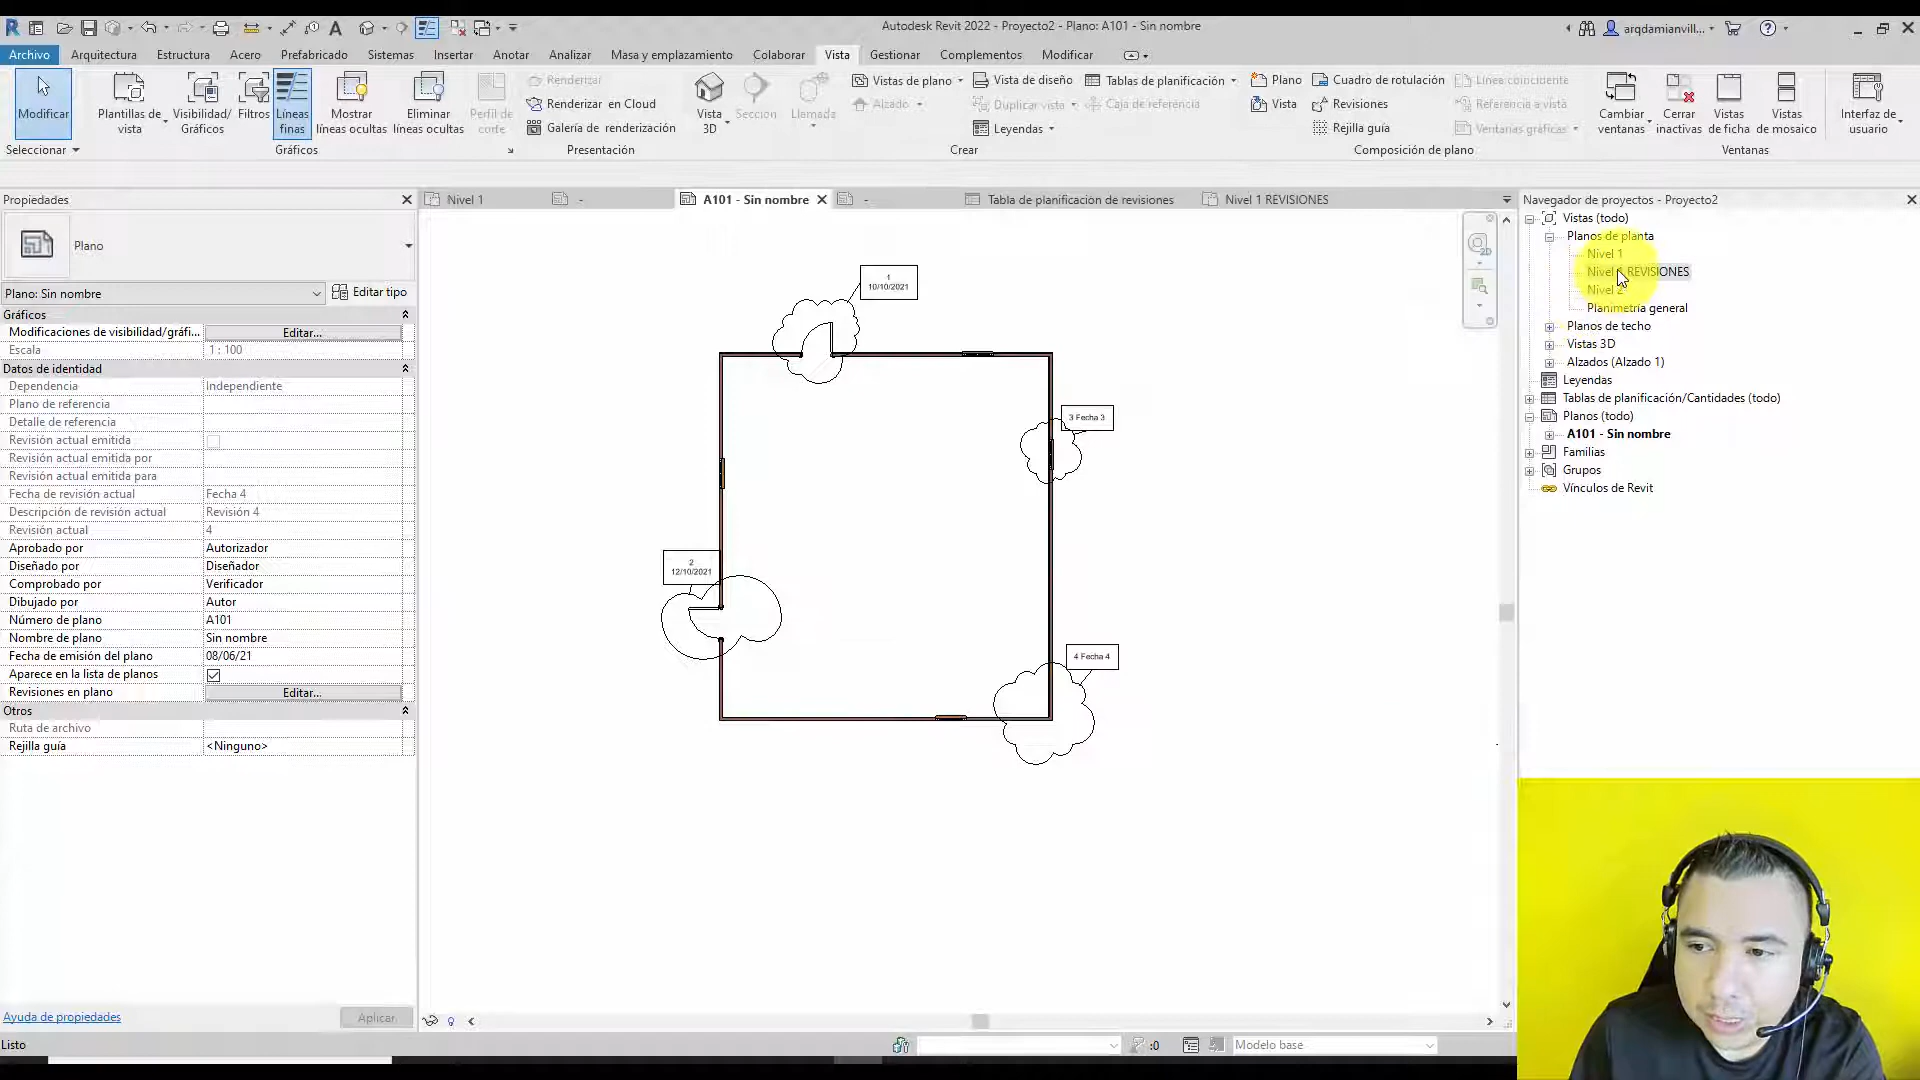 Autodesk Revit 2022 - Proyecto2 - Plano: A101 - Sin nombre
arqdamianvill...
Archivo Arquitectura Estructura Acero Prefabricado Sistemas Insertar Anotar Analizar Masa y emplazamiento Colaborar Vista Gestionar Complementos Modificar
Modificar
Plantillas de vista
Visibilidad/ Gráficos
Filtros
Líneas finas
Mostrar líneas ocultas
Eliminar líneas ocultas
Perfil de corte
Renderizar
Renderizar en Cloud
Galería de renderización
Vista 3D
Sección
Llamada
Vistas de plano
Alzado
Vista de diseño
Duplicar vista
Leyendas
Tablas de planificación
Caja de referencia
Plano
Vista
Cuadro de rotulación
Revisiones
Rejilla guía
Línea coincidente
Referencia a vista
Ventanas gráficas
Cambiar ventanas
Cerrar inactivas
Vistas de ficha
Vistas de mosaico
Interfaz de usuario
Seleccionar Gráficos Presentación Crear Composición de plano Ventanas
Propiedades
Plano
Plano: Sin nombre Editar tipo
Gráficos
Modificaciones de visibilidad/gráfi... Editar...
Escala 1 : 100
Datos de identidad
Dependencia Independiente
Plano de referencia
Detalle de referencia
Revisión actual emitida
Revisión actual emitida por
Revisión actual emitida para
Fecha de revisión actual Fecha 4
Descripción de revisión actual Revisión 4
Revisión actual 4
Aprobado por Autorizador
Diseñado por Diseñador
Comprobado por Verificador
Dibujado por Autor
Número de plano A101
Nombre de plano Sin nombre
Fecha de emisión del plano 08/06/21
Aparece en la lista de planos
Revisiones en plano Editar...
Otros
Ruta de archivo
Rejilla guía <Ninguno>
Ayuda de propiedades Aplicar
Listo
Nivel 1 - A101 - Sin nombre - Tabla de planificación de revisiones Nivel 1 REVISIONES
1
10/10/2021
3 Fecha 3
2
12/10/2021
4 Fecha 4
:0 Modelo base
Navegador de proyectos - Proyecto2
Vistas (todo)
Planos de planta
Nivel 1
Nivel 1 REVISIONES
Nivel 2
Planimetría general
Planos de techo
Vistas 3D
Alzados (Alzado 1)
Leyendas
Tablas de planificación/Cantidades (todo)
Planos (todo)
A101 - Sin nombre
Familias
Grupos
Vínculos de Revit